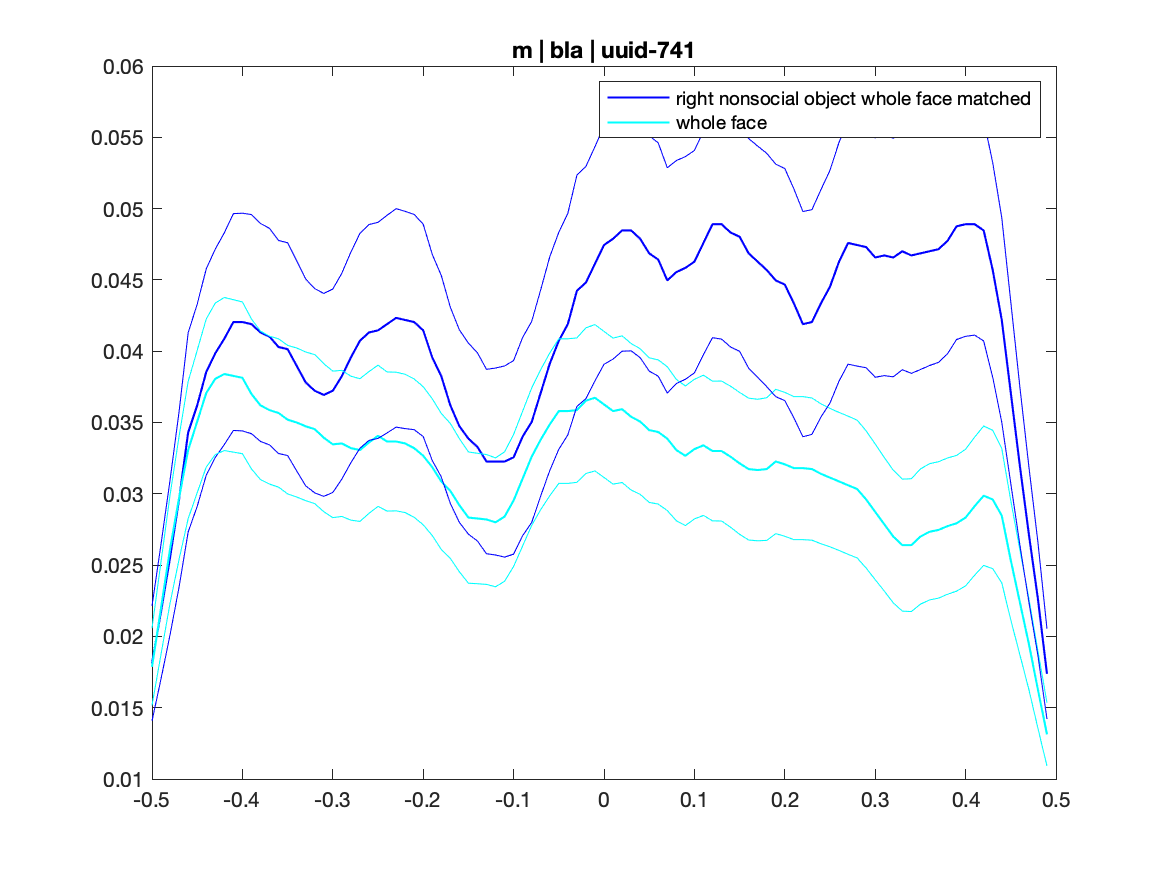 m | bla | uuid-741
0.06
0.055
0.05
0.045
0.04
0.035
0.03
0.025
0.02
0.015
0.01
right nonsocial object whole face matched
whole face
-0.5 -0.4 -0.3 -0.2 -0.1 0 0.1 0.2 0.3 0.4 0.5